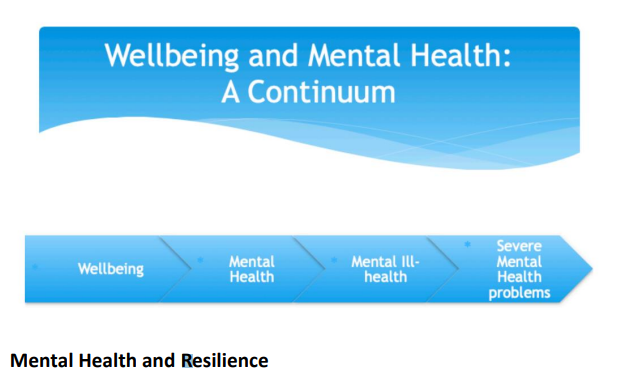 Wellbeing and Mental Health:
A Continuum
Wellbeing
Mental
Health
Mental Ill-
health
Severe
Mental
Health
problems
Mental Health and Resilience